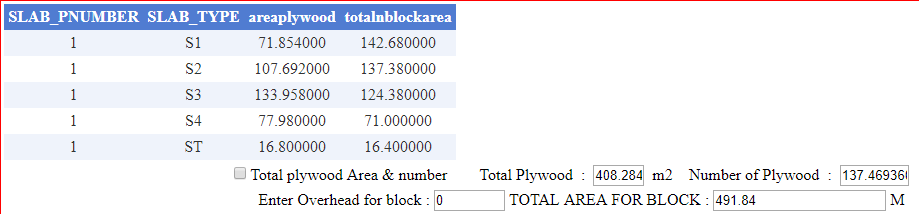 SLAB_PNUMBER SLAB_TYPE areaplywood totalnblockarea
1 S1 71.854000 142.680000
1 S2 107.692000 137.380000
1 S3 133.958000 124.380000
1 S4 77.980000 71.000000
1 ST 16.800000 16.400000
Total plywood Area & number Total Plywood : 408.284 m2 Number of Plywood : 137.46936
Enter Overhead for block : 0 TOTAL AREA FOR BLOCK : 491.84 M